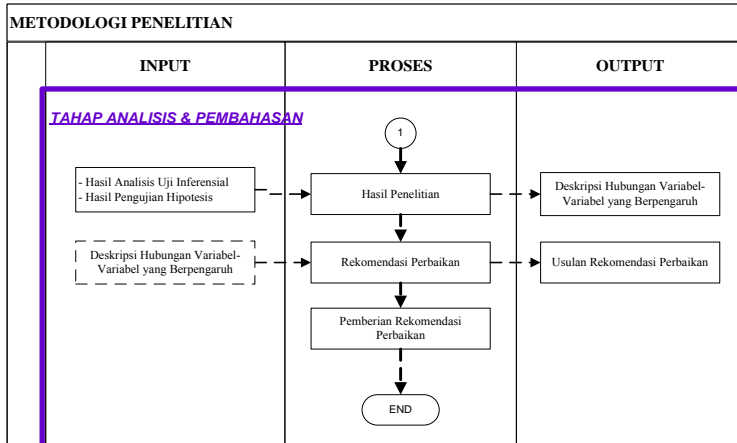 METODOLOGI PENELITIAN
INPUT
PROSES
OUTPUT
TAHAP ANALISIS & PEMBAHASAN
1
- Hasil Analisis Uji Inferensial
- Hasil Pengujian Hipotesis
Hasil Penelitian
Deskripsi Hubungan Variabel-
Variabel yang Berpengaruh
Deskripsi Hubungan Variabel-
Variabel yang Berpengaruh
Rekomendasi Perbaikan
Usulan Rekomendasi Perbaikan
Pemberian Rekomendasi
Perbaikan
END